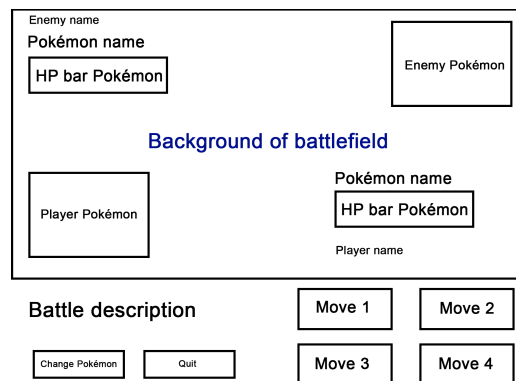 Enemy name
Pokémon name
HP bar Pokémon
Enemy Pokémon
Background of battlefield
Player Pokémon
Pokémon name
HP bar Pokémon
Player name
Battle description
Move 1
Move 2
Change Pokémon
Quit
Move 3
Move 4